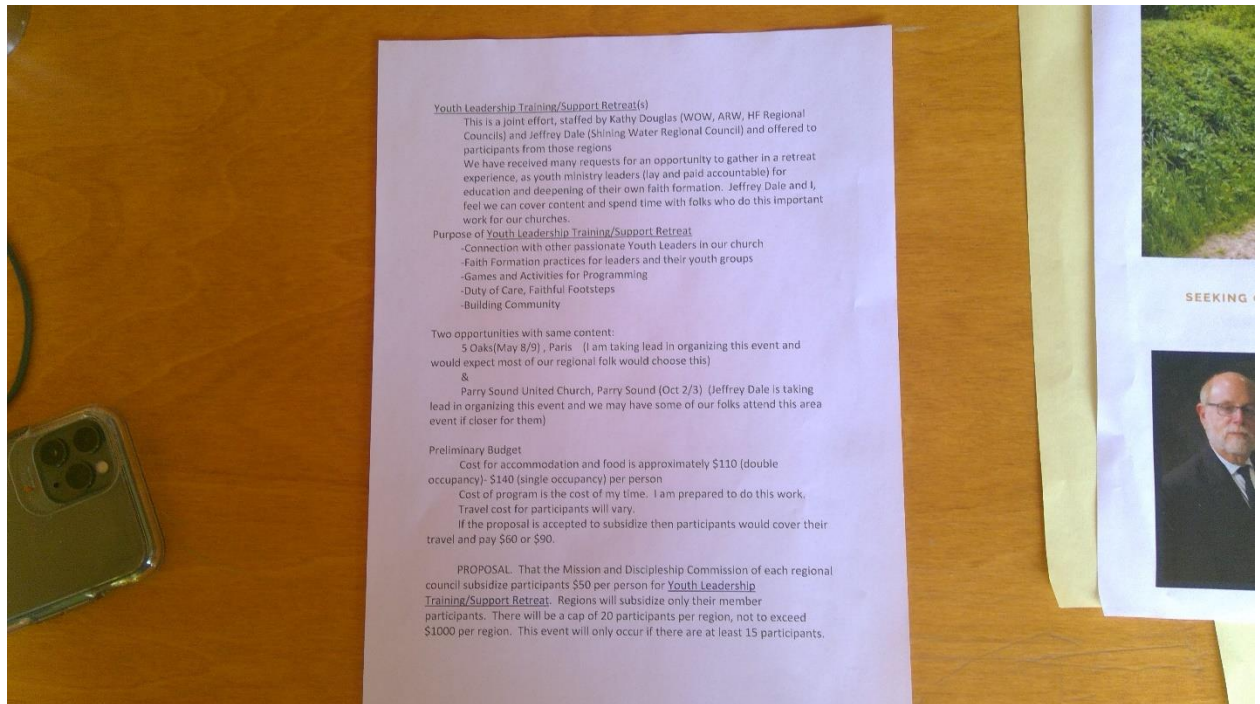 Youth Leadership Training/Support Retreat(s)
This is a joint effort, staffed by Kathy Douglas (WOW, ARW, HF Regional
Councils) and Jeffrey Dale (Shining Water Regional Council) and offered to
participants from those regions
We have received many requests for an opportunity to gather in a retreat
experience, as youth ministry leaders (lay and paid accountable) for
education and deepening of their own faith formation. Jeffrey Dale and I,
feel we can cover content and spend time with folks who do this important
work for our churches.
Purpose of Youth Leadership Training/Support Retreat
-Connection with other passionate Youth Leaders in our church
-Faith Formation practices for leaders and their youth groups
-Games and Activities for Programming
-Duty of Care, Faithful Footsteps
-Building Community
Two opportunities with same content:
5 Oaks(May 8/9) , Paris (I am taking lead in organizing this event and
would expect most of our regional folk would choose this)
&
Parry Sound United Church, Parry Sound (Oct 2/3) (Jeffrey Dale is taking
lead in organizing this event and we may have some of our folks attend this area
event if closer for them)
Preliminary Budget
Cost for accommodation and food is approximately $110 (double
occupancy)- $140 (single occupancy) per person
Cost of program is the cost of my time. I am prepared to do this work.
Travel cost for participants will vary.
If the proposal is accepted to subsidize then participants would cover their
travel and pay $60 or $90.
PROPOSAL. That the Mission and Discipleship Commission of each regional
council subsidize participants $50 per person for Youth Leadership
Training/Support Retreat. Regions will subsidize only their member
participants. There will be a cap of 20 participants per region, not to exceed
$1000 per region. This event will only occur if there are at least 15 participants.
SEEKING